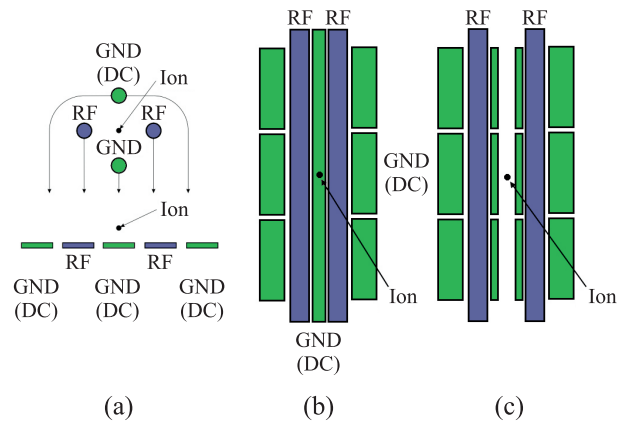 GND
(DC)
Ion
RF
RF
GND
Ion
RF
RF
GND
(DC)
GND
(DC)
GND
(DC)
(a)
RF
RF
Ion
GND
(DC)
(b)
GND
(DC)
RF
RF
Ion
(c)